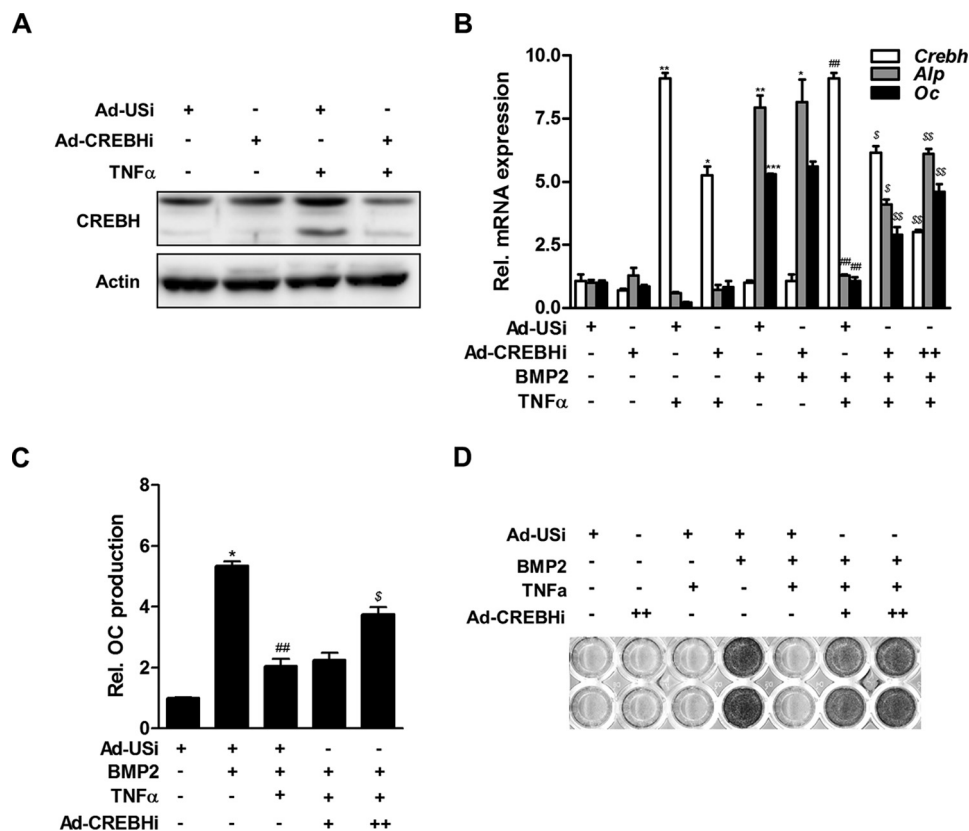 A
Ad-USi + - + -
Ad-CREBHi - + - +
TNFα - - + +
CREBH
Actin
B
Rel. mRNA expression
10.0
7.5
5.0
2.5
0.0
Crebh
Alp
Oc
** * ** *** * ## ## ## $ $ $$ $$ $$ $$
Ad-USi + - + - + - + - -
Ad-CREBHi - + - + - + - + ++
BMP2 - - - - + + + + +
TNFα - - + + - - + + +
C
Rel. OC production
8
6
4
2
0
* ## $
Ad-USi + + + - -
BMP2 - + + + +
TNFα - - + + +
Ad-CREBHi - - - + ++
D
Ad-USi + - + + + - -
BMP2 - - - + + + +
TNFa - - + - + + +
Ad-CREBHi - ++ - - - + ++